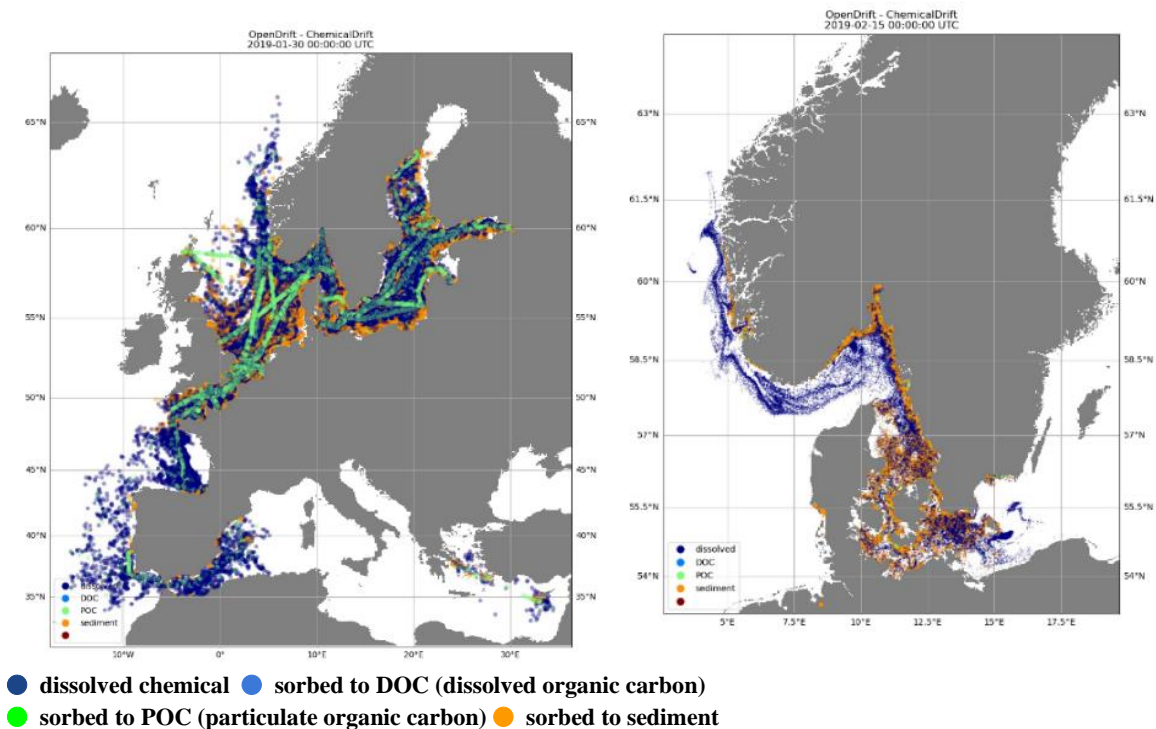 OpenDrift - ChemicalDrift
2019-01-30 00:00:00 UTC
65°N
65°N
60°N
60°N
55°N
55°N
50°N
50°N
45°N
45°N
40°N
40°N
35°N
35°N
DOC
POC
sediment
10°W 0° 10°E 20°E 30°E
OpenDrift - ChemicalDrift
2019-02-15 00:00:00 UTC
63°N
63°N
61.5°N
61.5°N
60°N
60°N
58.5°N
58.5°N
57°N
57°N
55.5°N
55.5°N
54°N
54°N
dissolved
DOC
POC
sediment
5°E 7.5°E 10°E 12.5°E 15°E 17.5°E
dissolved chemical sorbed to DOC (dissolved organic carbon)
sorbed to POC (particulate organic carbon) sorbed to sediment